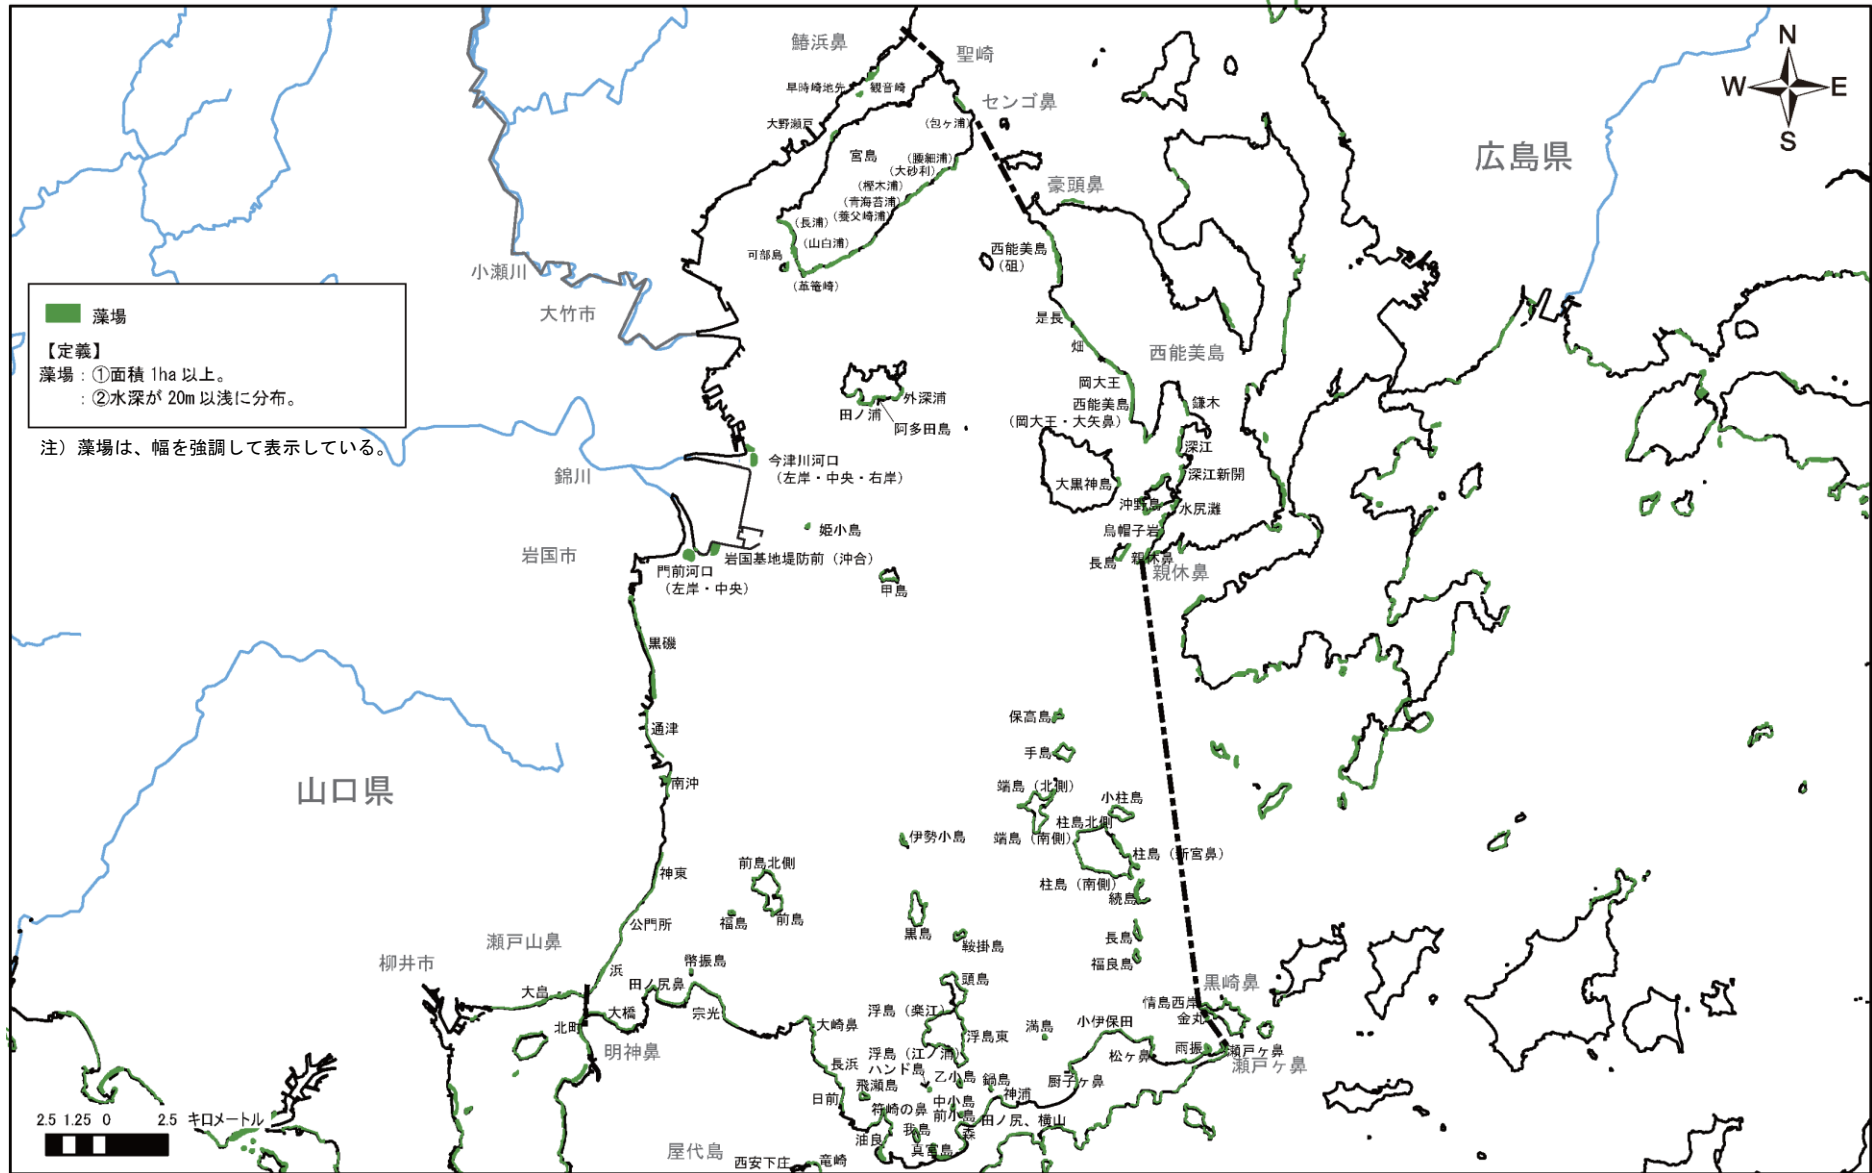 N
W
E
S
鰆浜鼻
聖崎
早時崎地先
観音崎
センゴ鼻
大野瀬戸
(包ヶ浦)
宮島
(腰細浦)
(大砂利)
(樫木浦)
(青海苔浦)
(養父崎浦)
(長浦)
(山白浦)
可部島
(革篭崎)
豪頭鼻
広島県
西能美島
(砠)
小瀬川
大竹市
是長
畑
西能美島
藻場
【定義】
藻場：①面積 1ha 以上。
：②水深が 20m 以浅に分布。
注）藻場は、幅を強調して表示している。
岡大王
西能美島
(岡大王・大矢鼻)
鎌木
外深浦
田ノ浦
阿多田島
深江
深江新開
大黒神島
沖野島
水尻灘
烏帽子岩
長島
親休鼻
親休鼻
今津川河口
（左岸・中央・右岸）
錦川
姫小島
岩国市
岩国基地堤防前（沖合）
門前河口
（左岸・中央）
甲島
黒磯
通津
南沖
山口県
保高島
手島
端島（北側）
小柱島
柱島北側
端島（南側）
柱島（新宮鼻）
柱島（南側）
続島
伊勢小島
前島北側
神東
福島
前島
黒島
鞍掛島
長島
福良島
公門所
瀬戸山鼻
柳井市
浜
幣振島
田ノ尻鼻
頭島
黒崎鼻
大畠
大橋
宗光
北町
明神鼻
大崎鼻
浮島（楽江）
浮島東
満島
小伊保田
情島西岸
金丸
浮島（江ノ浦）
ハンド島
松ヶ鼻
雨振
瀬戸ヶ鼻
瀬戸ヶ鼻
長浜
飛瀬島
乙小島
鍋島
厨子ヶ鼻
日前
符崎の鼻
中小島
前小島
神浦
田ノ尻、横山
我島
森
油良
真宮島
屋代島
西安下庄
竜崎
2.5 1.25 0 2.5 キロメートル